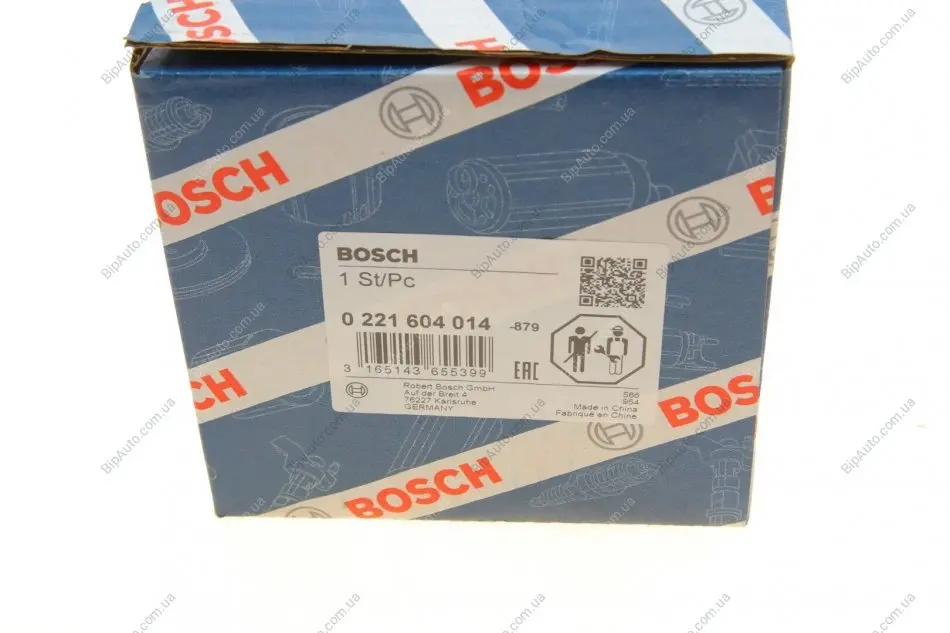 BOSCH
BOSCH
BOSCH
BOSCH
1 St/Pc
0 221 604 014 -879
3 165143 655399
EAC
Robert Bosch GmbH
Auf der Breit 4
76227 Karlsruhe
GERMANY
954
Made in China
Fabriqué en Chine
BOSCH
BOSCH
BipAuto.com.ua